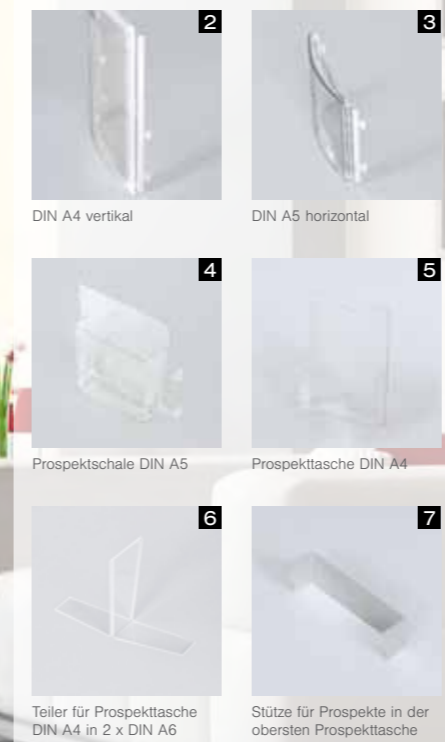 2
3
DIN A4 vertikal
DIN A5 horizontal
4
5
Prospektschale DIN A5
Prospekttasche DIN A4
6
7
Teiler für Prospekttasche
DIN A4 in 2 x DIN A6
Stütze für Prospekte in der
obersten Prospekttasche